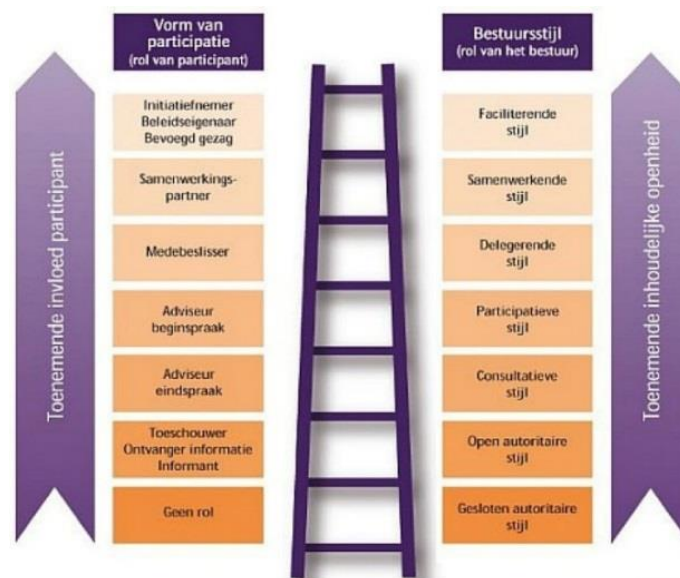 Vorm van
participatie
(rol van participant)
Bestuursstijl
(rol van het bestuur)
Toenemende invloed participant
Initiatiefnemer
Beleidseigenaar
Bevoegd gezag
Faciliterende
stijl
Samenwerkings-
partner
Samenwerkende
stijl
Medebeslisser
Delegerende
stijl
Adviseur
beginspraak
Participatieve
stijl
Adviseur
eindspraak
Consultatieve
stijl
Toeschouwer
Ontvanger informatie
Informant
Open autoritaire
stijl
Geen rol
Gesloten autoritaire
stijl
Toenemende inhoudelijke openheid